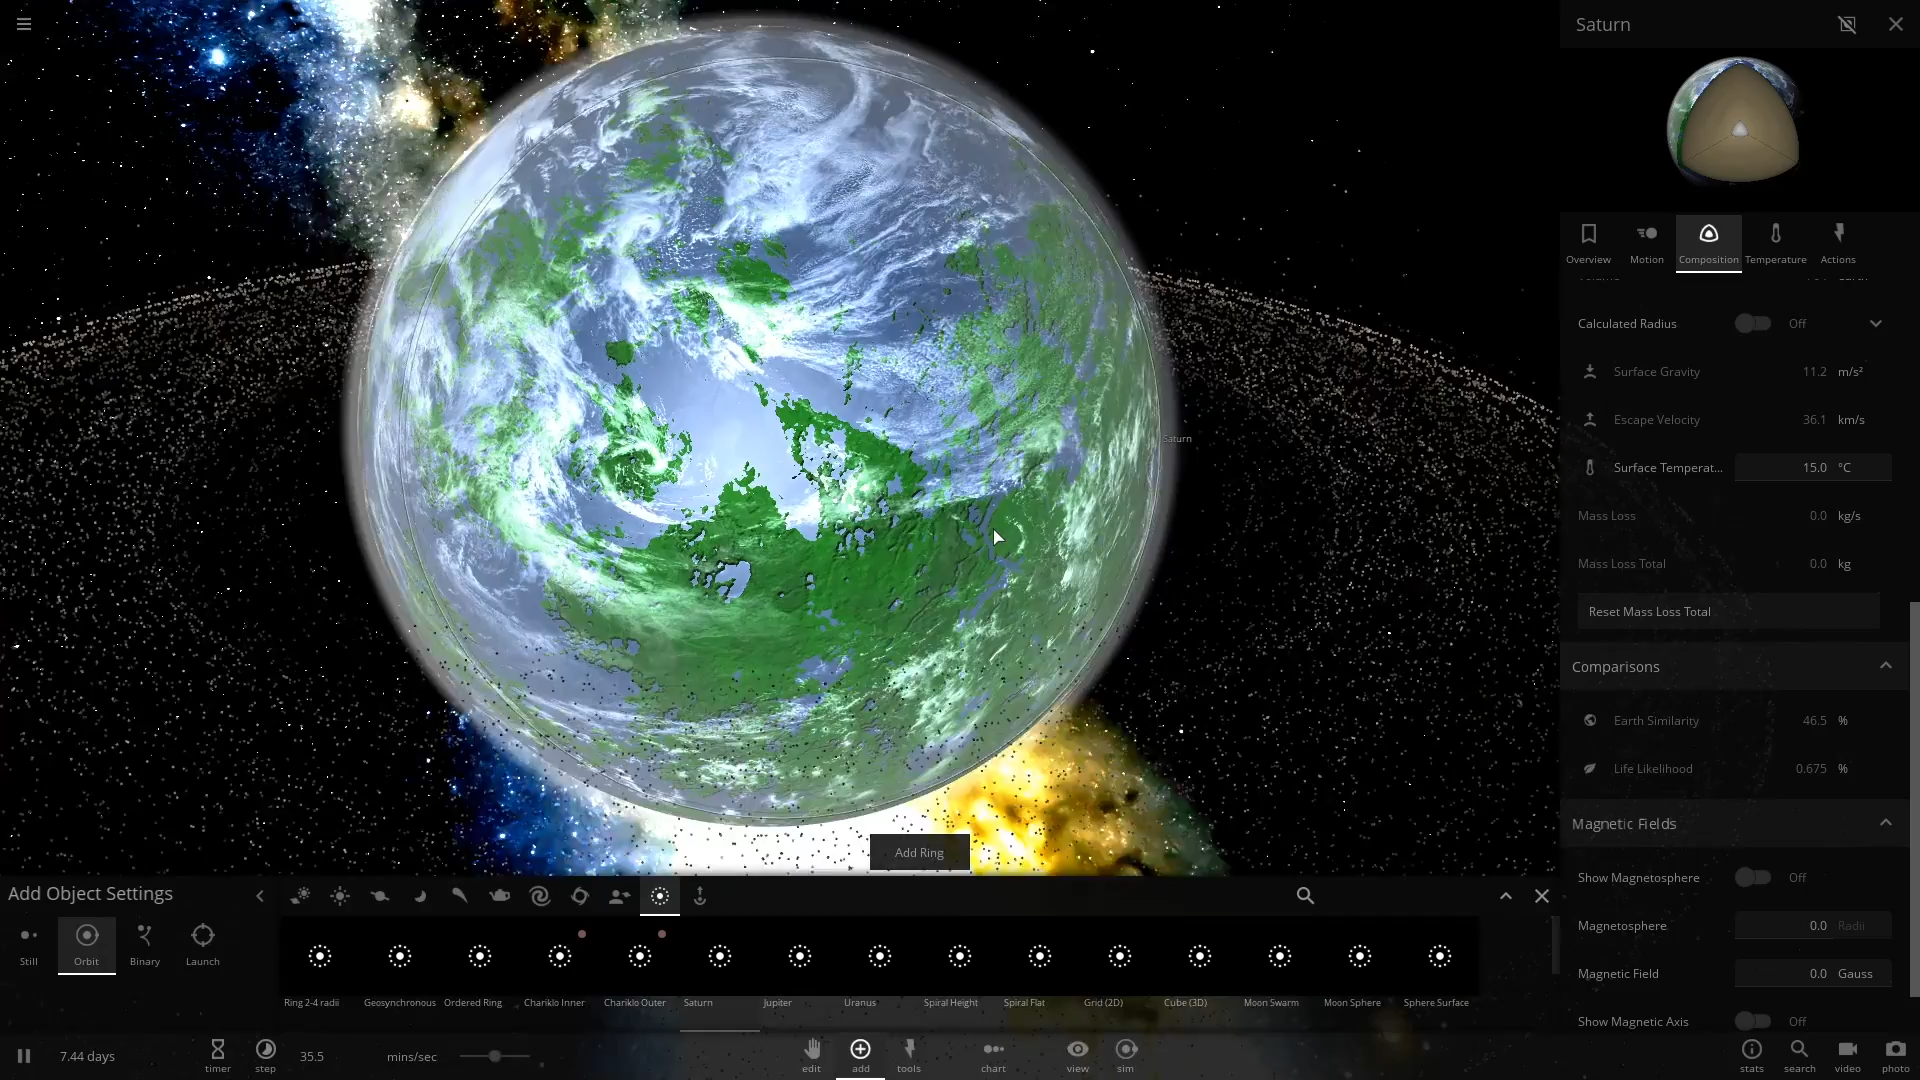 Saturn
Overview
Motion
Composition
Temperature
Actions
Calculated Radius Off
Surface Gravity 11.2 m/s²
Escape Velocity 36.1 km/s
Saturn
Surface Temperat... 15.0 °C
Mass Loss 0.0 kg/s
Mass Loss Total 0.0 kg
Reset Mass Loss Total
Comparisons
Earth Similarity 46.5 %
Life Likelihood 0.675 %
Magnetic Fields
Show Magnetosphere Off
Magnetosphere 0.0 Radii
Magnetic Field 0.0 Gauss
Show Magnetic Axis Off
Add Ring
Add Object Settings
Still
Orbit
Binary
Launch
Ring 2-4 radii
Geosynchronous
Ordered Ring
Chariklo Inner
Chariklo Outer
Saturn
Jupiter
Uranus
Spiral Height
Spiral Flat
Grid (2D)
Cube (3D)
Moon Swarm
Moon Sphere
Sphere Surface
7.44 days
timer
step
35.5 mins/sec
edit
add
tools
chart
view
sim
stats
search
video
photo